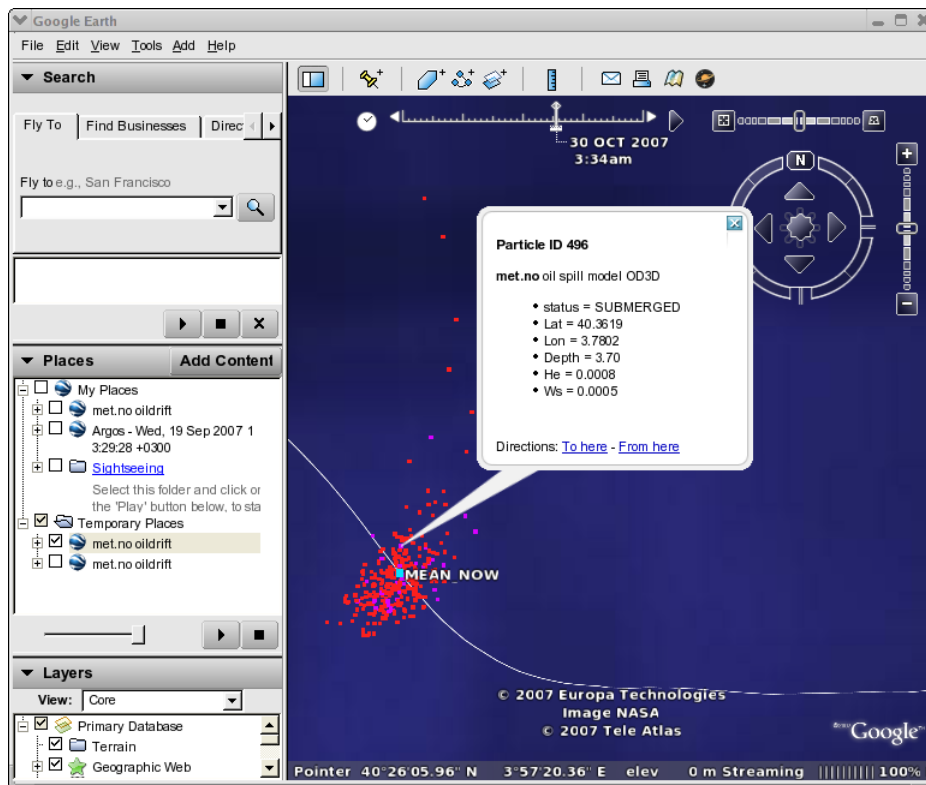 Google Earth
File Edit View Tools Add Help
Search
Fly To Find Businesses Direc
Fly to e.g., San Francisco
Places Add Content
My Places
met.no oildrift
Argos - Wed, 19 Sep 2007 1
3:29:28 +0300
Sightseeing
Select this folder and click or
the 'Play' button below, to sta
Temporary Places
met.no oildrift
met.no oildrift
Layers
View: Core
Primary Database
Terrain
Geographic Web
30 OCT 2007
3:34am
N
Particle ID 496
met.no oil spill model OD3D
• status = SUBMERGED
• Lat = 40.3619
• Lon = 3.7802
• Depth = 3.70
• He = 0.0008
• Ws = 0.0005
Directions: To here - From here
MEAN_NOW
© 2007 Europa Technologies
Image NASA
© 2007 Tele Atlas
Google
Pointer 40°26'05.96" N 3°57'20.36" E elev 0 m Streaming |||||||||| 100%